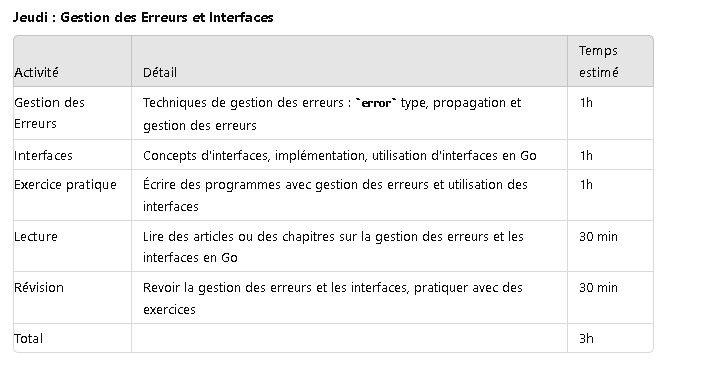 Jeudi : Gestion des Erreurs et Interfaces
Activité Détail Temps estimé
Gestion des Erreurs Techniques de gestion des erreurs : `error` type, propagation et gestion des erreurs 1h
Interfaces Concepts d'interfaces, implémentation, utilisation d'interfaces en Go 1h
Exercice pratique Écrire des programmes avec gestion des erreurs et utilisation des interfaces 1h
Lecture Lire des articles ou des chapitres sur la gestion des erreurs et les interfaces en Go 30 min
Révision Revoir la gestion des erreurs et les interfaces, pratiquer avec des exercices 30 min
Total 3h